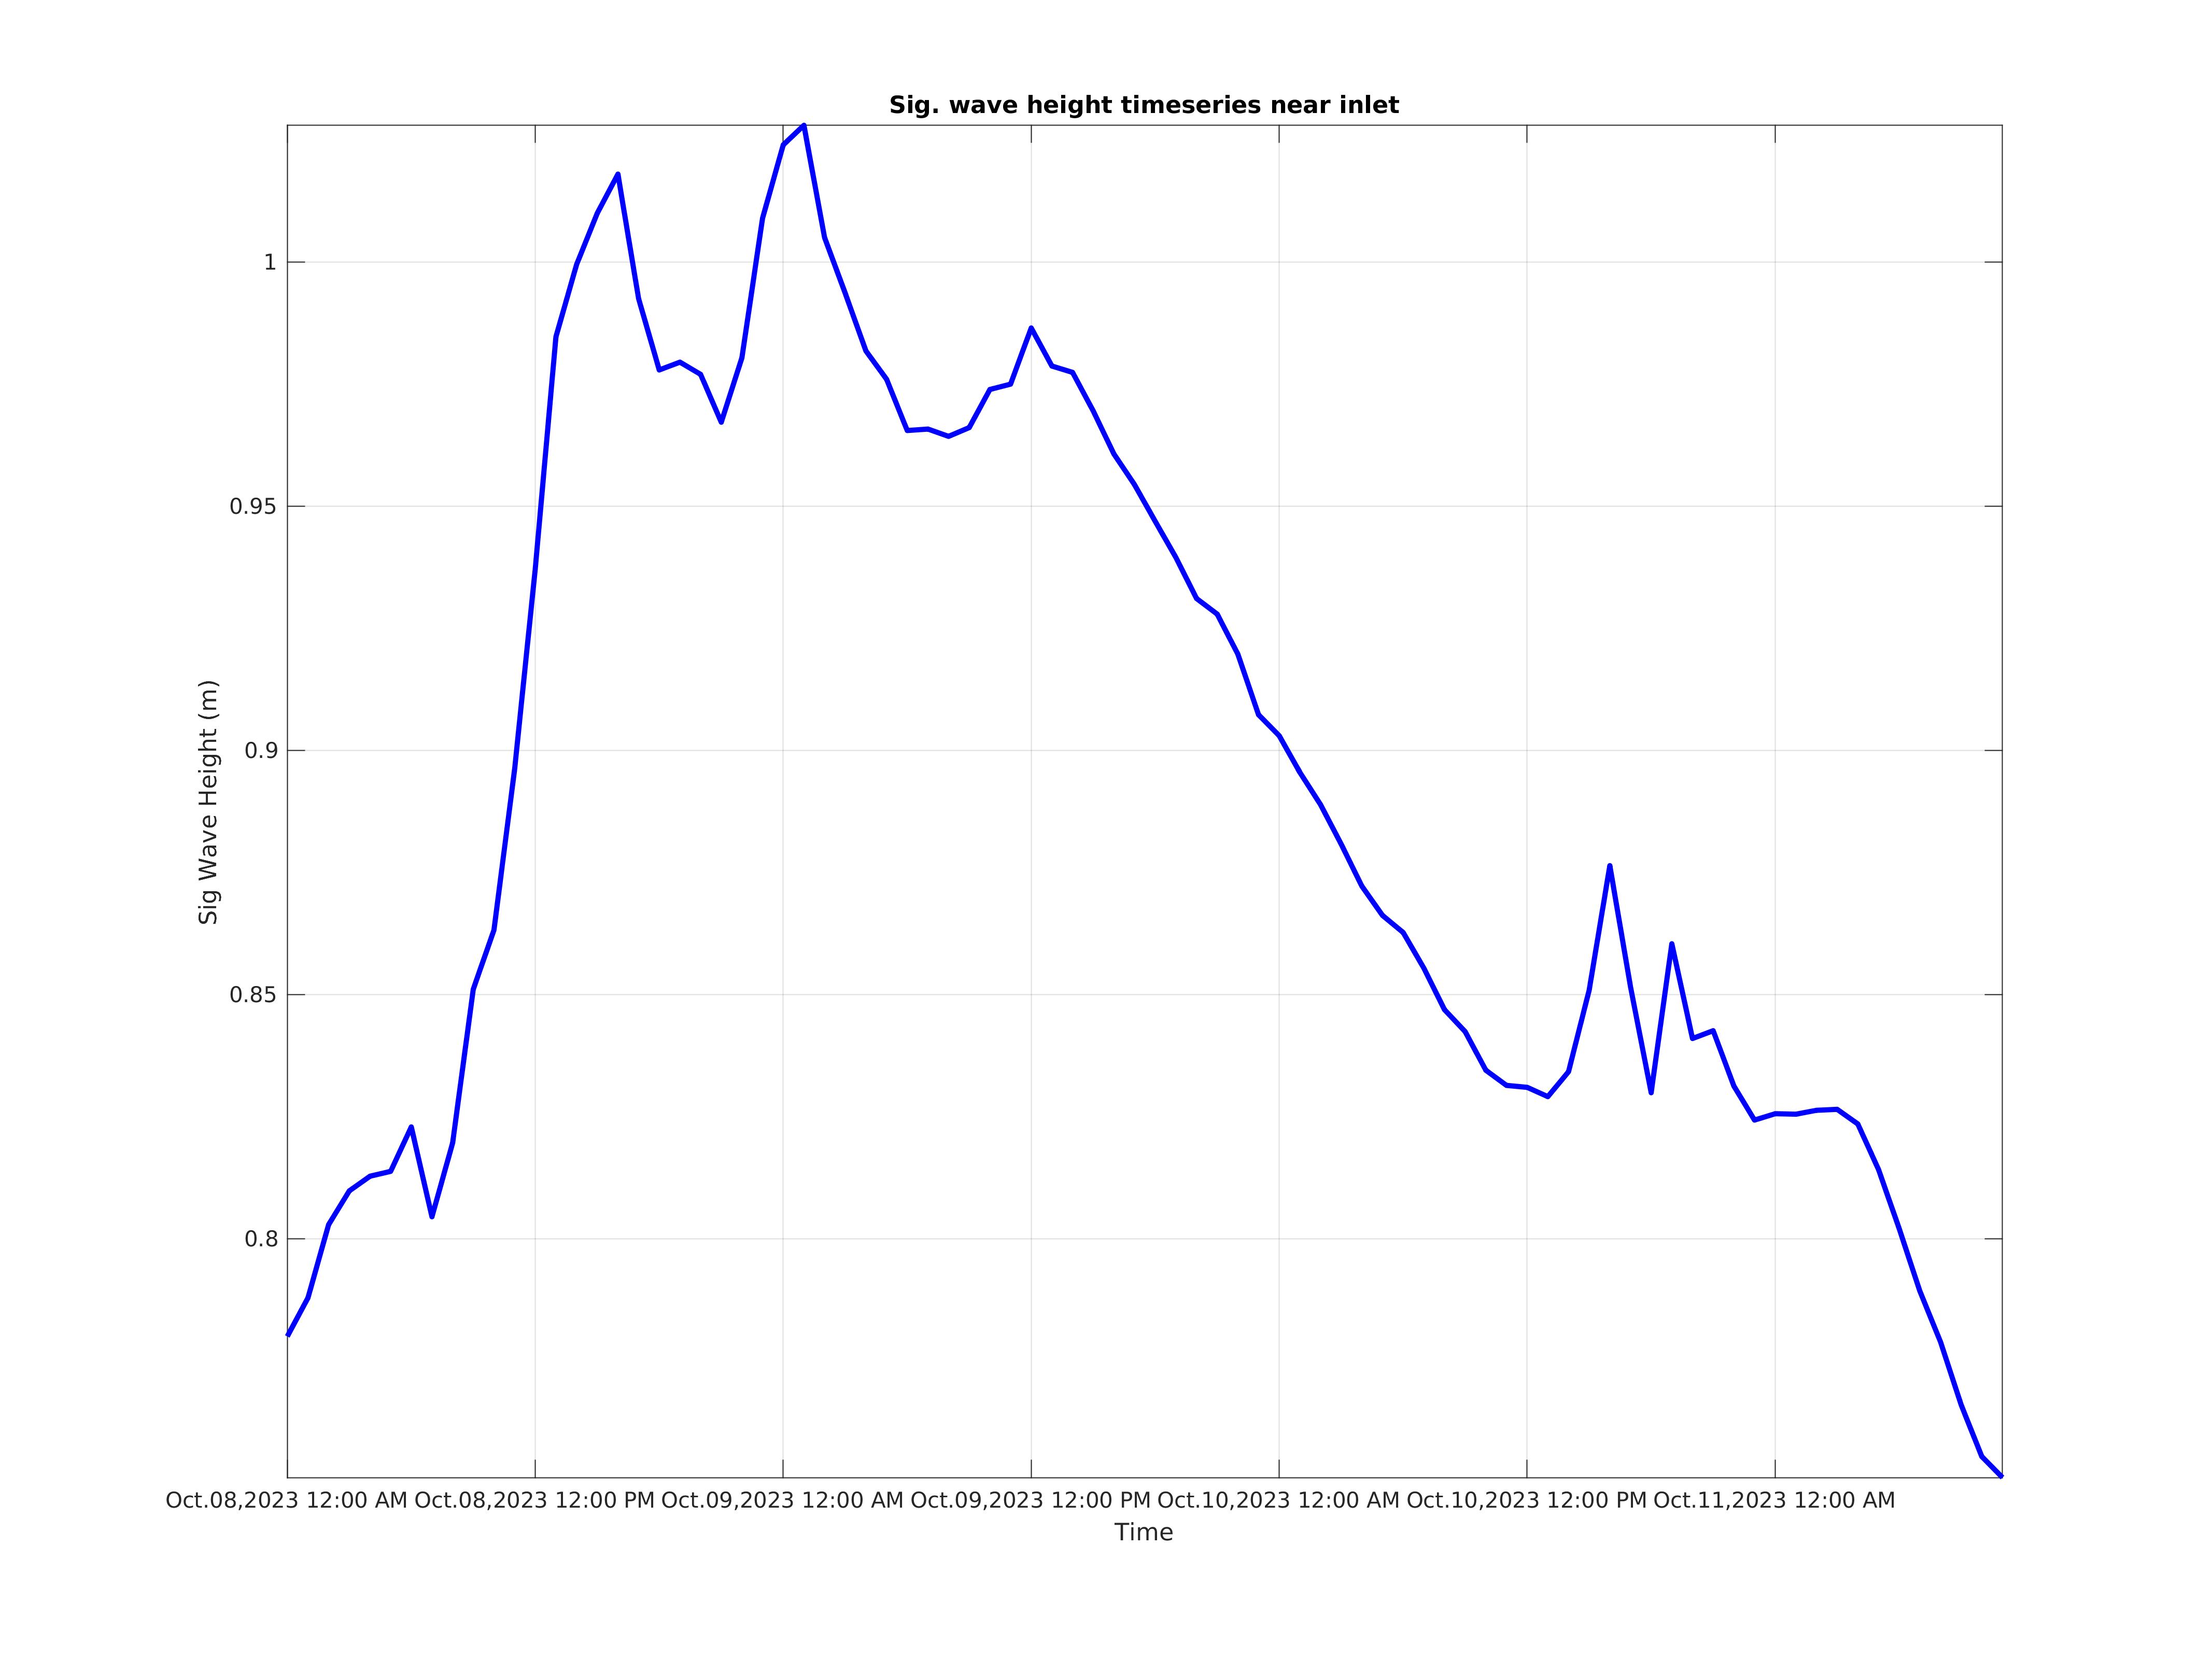 Sig. wave height timeseries near inlet
1
0.95
0.9
0.85
0.8
Sig Wave Height (m)
Oct.08,2023 12:00 AM Oct.08,2023 12:00 PM Oct.09,2023 12:00 AM Oct.09,2023 12:00 PM Oct.10,2023 12:00 AM Oct.10,2023 12:00 PM Oct.11,2023 12:00 AM
Time